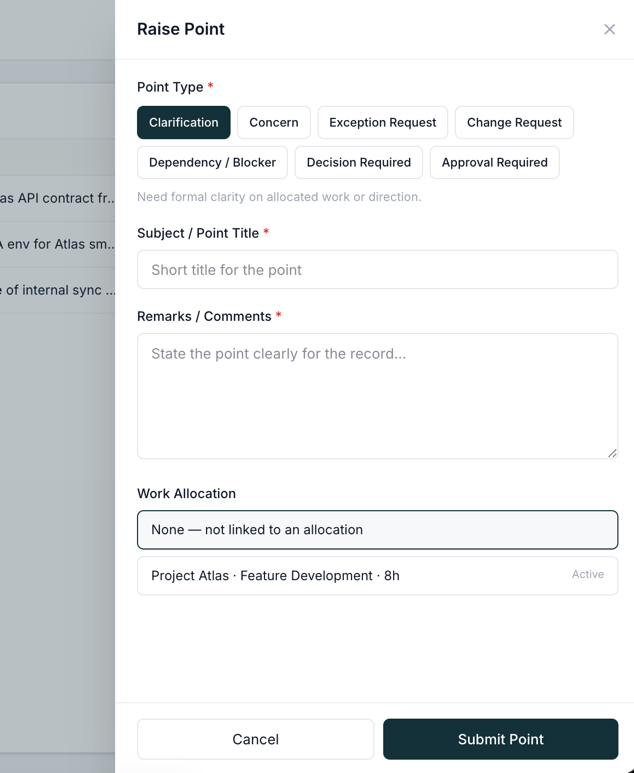 Raise Point
Point Type *
Clarification Concern Exception Request Change Request
Dependency / Blocker Decision Required Approval Required
Need formal clarity on allocated work or direction.
as API contract fr...
Subject / Point Title *
A env for Atlas sm...
Short title for the point
e of internal sync ...
Remarks / Comments *
State the point clearly for the record...
Work Allocation
None — not linked to an allocation
Project Atlas · Feature Development · 8h Active
Cancel Submit Point